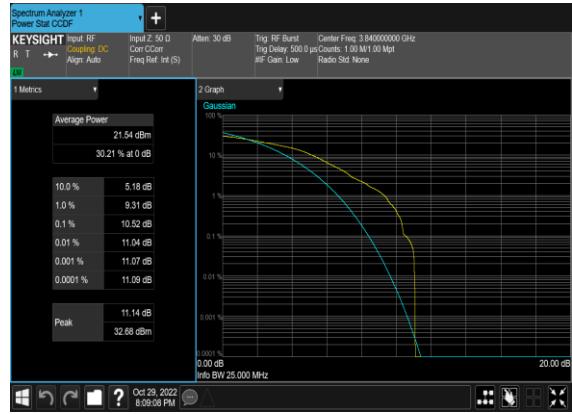 Spectrum Analyzer 1
Power Stat CCDF
KEYSIGHT
R T
LXI
Input: RF
Coupling: DC
Align: Auto
Input Z: 50 Ω
Corr CCorr
Freq Ref: Int (S)
Atten: 30 dB
Trig: RF Burst
Trig Delay: 500.0 µs
#IF Gain: Low
Center Freq: 3.840000000 GHz
Counts: 1.00 M/1.00 Mpt
Radio Std: None
1 Metrics
Average Power
21.54 dBm
30.21 % at 0 dB
10.0 % 5.18 dB
1.0 % 9.31 dB
0.1 % 10.52 dB
0.01 % 11.04 dB
0.001 % 11.07 dB
0.0001 % 11.09 dB
Peak
11.14 dB
32.68 dBm
2 Graph
Gaussian
100 %
10 %
1 %
0.1 %
0.01 %
0.001 %
0.0001 %
0.00 dB
20.00 dB
Info BW 25.000 MHz
?
Oct 29, 2022
8:09:08 PM